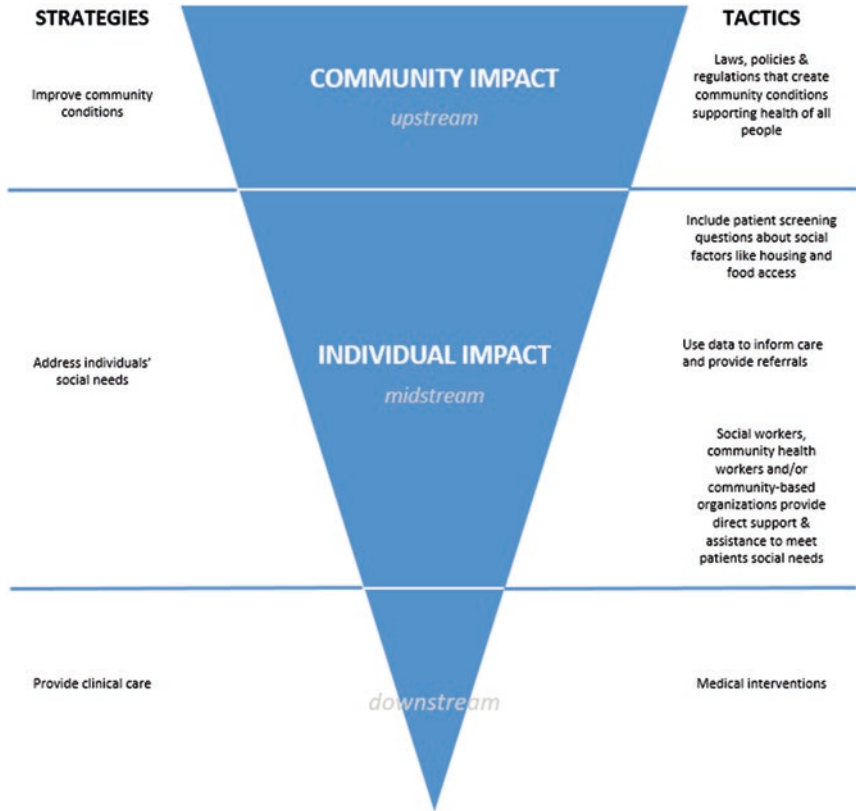 STRATEGIES
TACTICS
COMMUNITY IMPACT
upstream
Improve community
conditions
Laws, policies &
regulations that create
community conditions
supporting health of all
people
INDIVIDUAL IMPACT
midstream
Address individuals'
social needs
Include patient screening
questions about social
factors like housing and
food access
Use data to inform care
and provide referrals
Social workers,
community health
workers and/or
community-based
organizations provide
direct support &
assistance to meet
patients social needs
Provide clinical care
downstream
Medical interventions